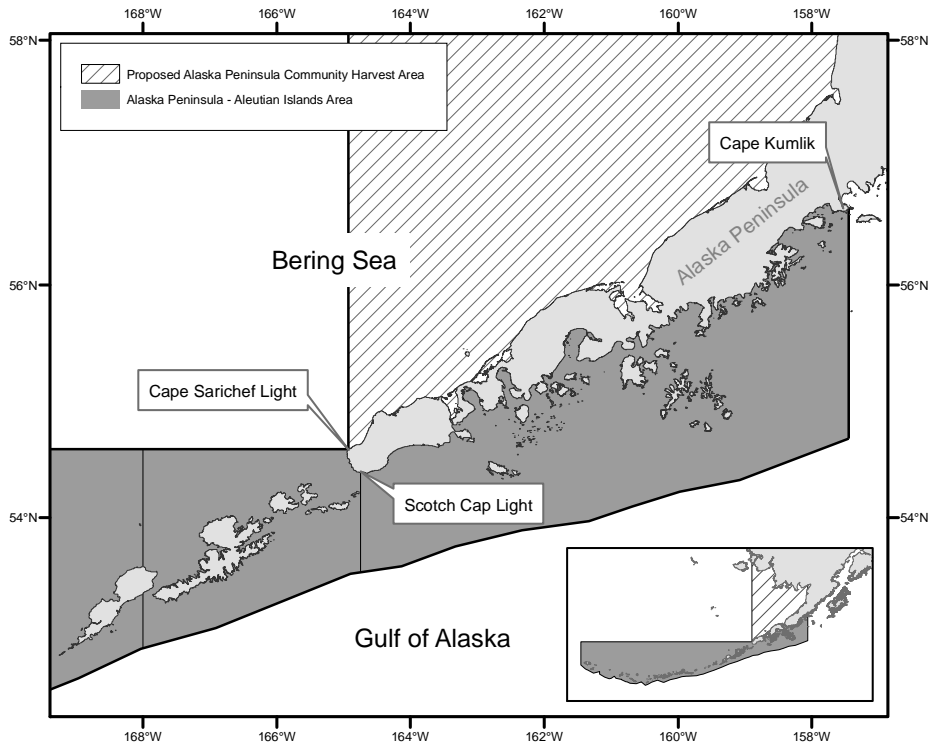 168°W 166°W 164°W 162°W 160°W 158°W
58°N 58°N
Proposed Alaska Peninsula Community Harvest Area
Alaska Peninsula - Aleutian Islands Area
Cape Kumlik
Alaska Peninsula
Bering Sea
56°N 56°N
Cape Sarichef Light
Scotch Cap Light
54°N 54°N
Gulf of Alaska
168°W 166°W 164°W 162°W 160°W 158°W